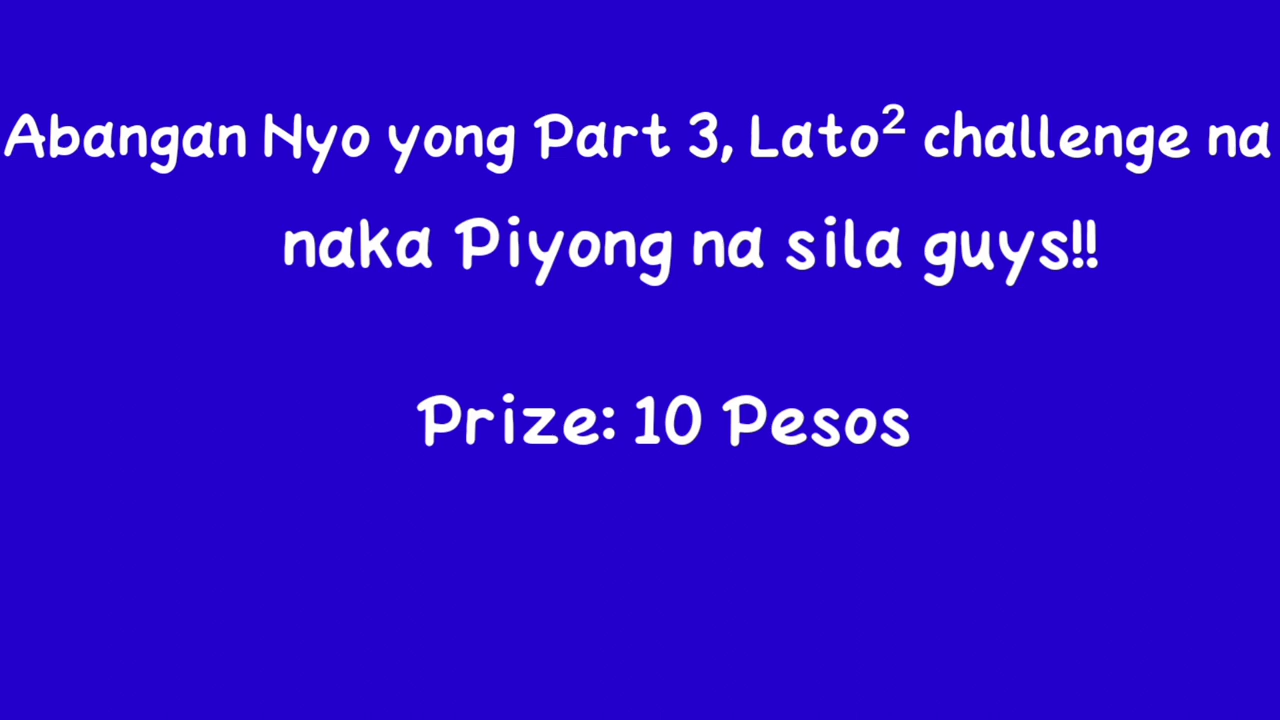 Abangan Nyo yong Part 3, Lato² challenge na
naka Piyong na sila guys!!
Prize: 10 Pesos